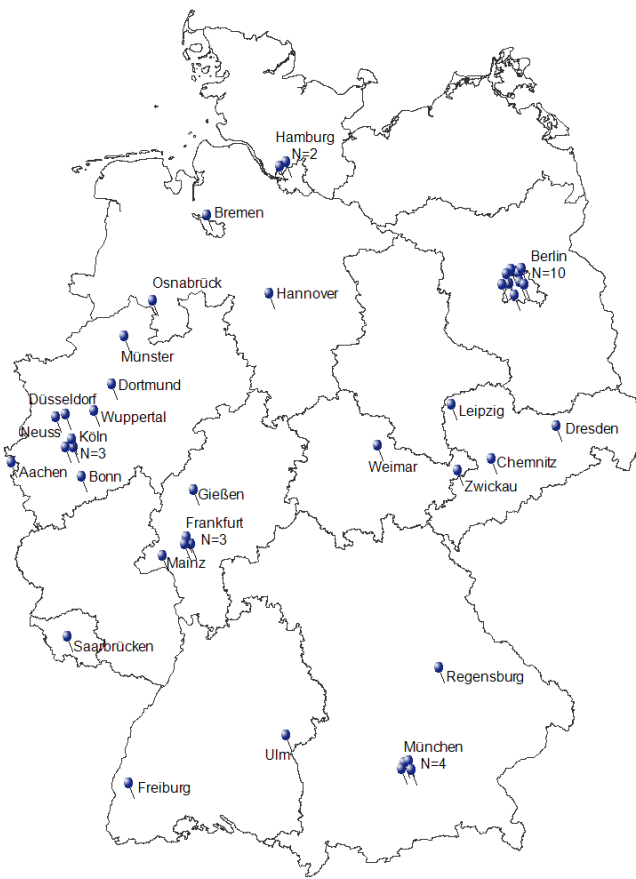 Hamburg
N=2
Bremen
Berlin
N=10
Osnabrück
Hannover
Münster
Dortmund
Düsseldorf
Wuppertal
Leipzig
Neuss
Köln
N=3
Dresden
Weimar
Aachen
Bonn
Chemnitz
Zwickau
Gießen
Frankfurt
N=3
Mainz
Saarbrücken
Regensburg
Ulm
München
N=4
Freiburg